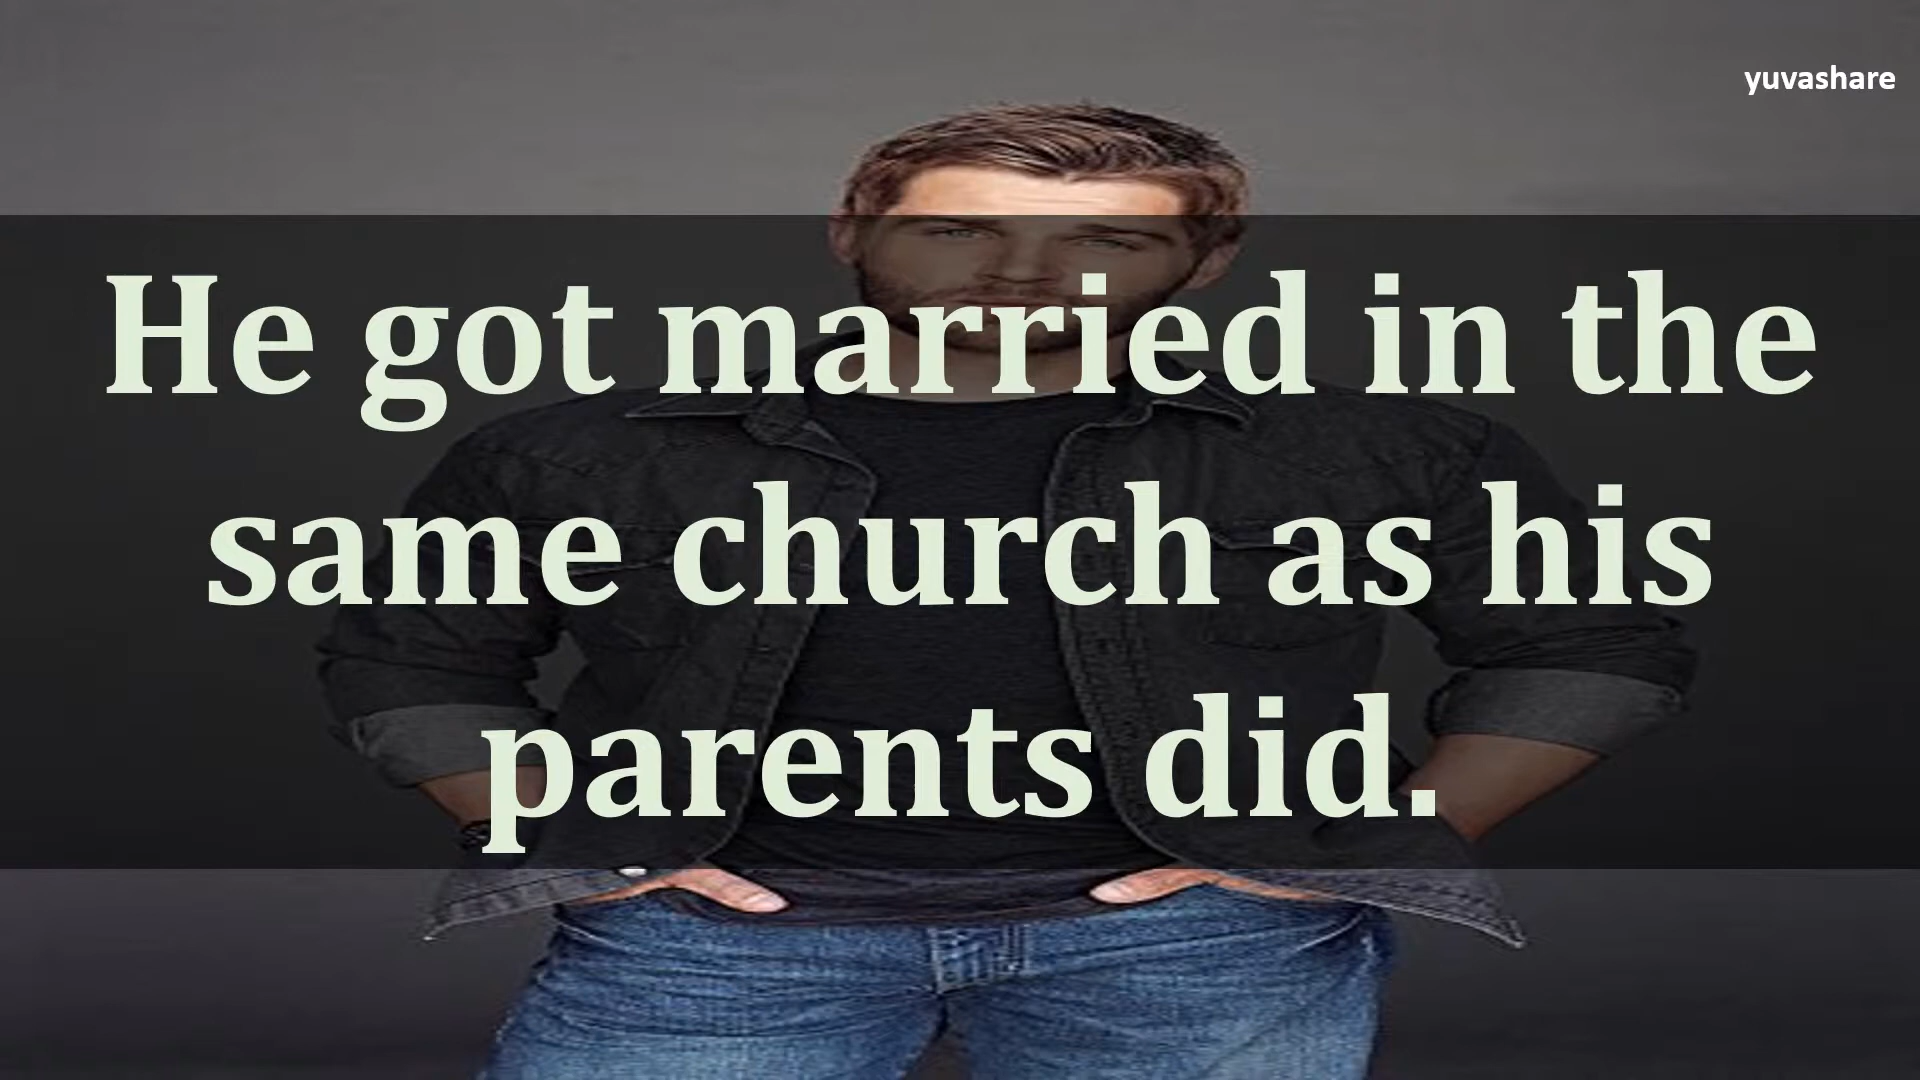 yuvashare
He got married in the
same church as his
parents did.